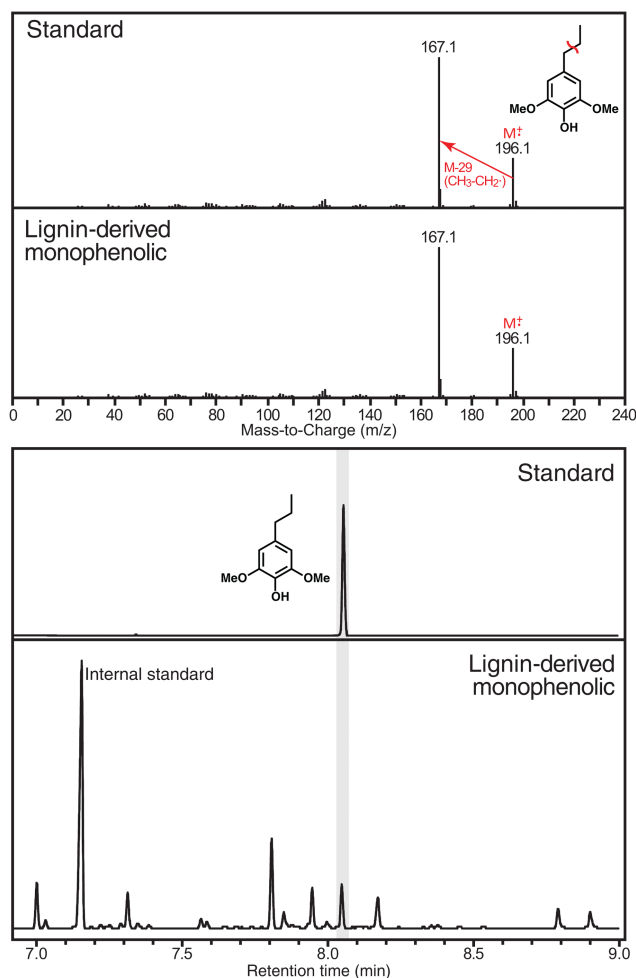 Standard
167.1
MeO
OMe
OH
M‡
196.1
M-29
(CH3-CH2·)
Lignin-derived
monophenolic
167.1
M‡
196.1
0 20 40 60 80 100 120 140 160 180 200 220 240
Mass-to-Charge (m/z)
Standard
MeO
OMe
OH
Lignin-derived
monophenolic
Internal standard
7.0 7.5 8.0 8.5 9.0
Retention time (min)